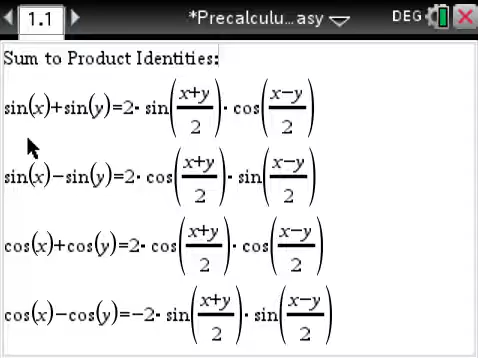 1.1
*Precalculu...asy
DEG
Sum to Product Identities:
sin(x)+sin(y)=2· sin((x+y)/2)· cos((x−y)/2)
sin(x)−sin(y)=2· cos((x+y)/2)· sin((x−y)/2)
cos(x)+cos(y)=2· cos((x+y)/2)· cos((x−y)/2)
cos(x)−cos(y)=−2· sin((x+y)/2)· sin((x−y)/2)